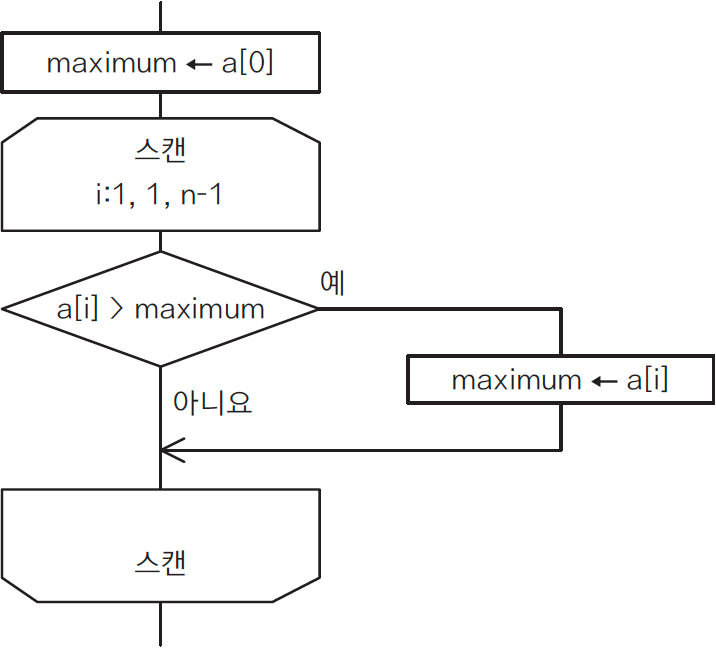 maximum ← a[0]
스캔
i:1, 1, n-1
a[i] > maximum
예
maximum ← a[i]
아니요
스캔